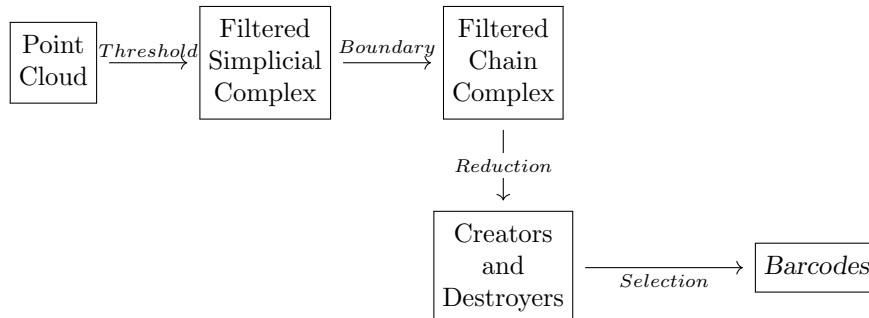 Point
Cloud
Threshold
Filtered
Simplicial
Complex
Boundary
Filtered
Chain
Complex
Reduction
Creators
and
Destroyers
Selection
Barcodes